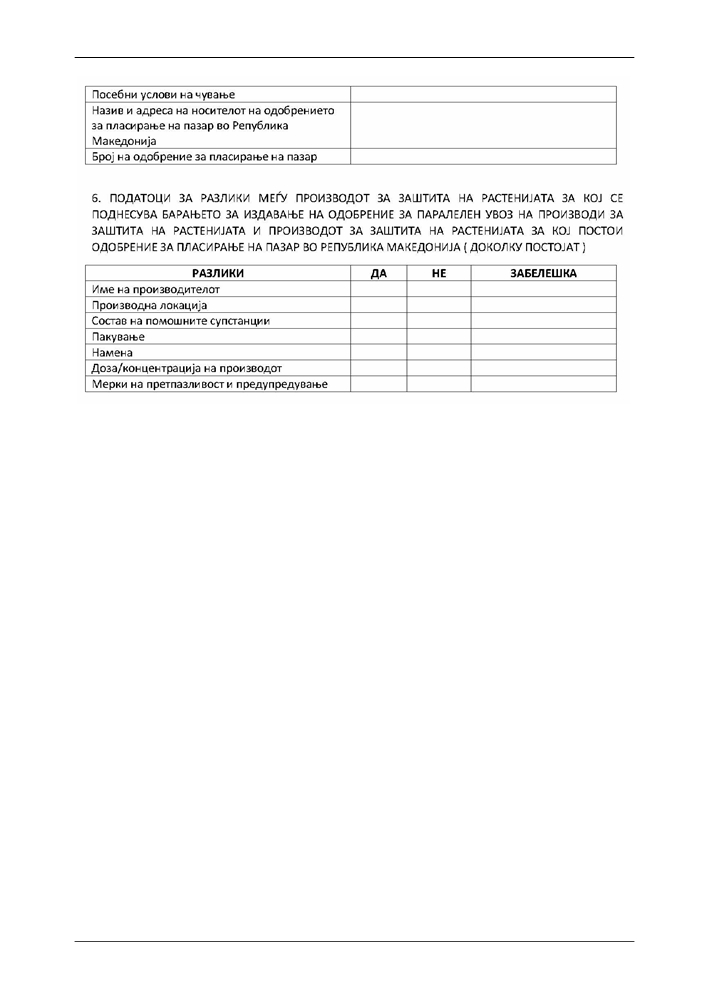 Посебни услови на чување
Назив и адреса на носителот на одобрението
за пласирање на пазар во Република
Македонија
Број на одобрение за пласирање на пазар
6. ПОДАТОЦИ ЗА РАЗЛИКИ МЕЃУ ПРОИЗВОДОТ ЗА ЗАШТИТА НА РАСТЕНИЈАТА ЗА КОЈ СЕ
ПОДНЕСУВА БАРАЊЕТО ЗА ИЗДАВАЊЕ НА ОДОБРЕНИЕ ЗА ПАРАЛЕЛЕН УВОЗ НА ПРОИЗВОДИ ЗА
ЗАШТИТА НА РАСТЕНИЈАТА И ПРОИЗВОДОТ ЗА ЗАШТИТА НА РАСТЕНИЈАТА ЗА КОЈ ПОСТОИ
ОДОБРЕНИЕ ЗА ПЛАСИРАЊЕ НА ПАЗАР ВО РЕПУБЛИКА МАКЕДОНИЈА ( ДОКОЛКУ ПОСТОЈАТ )
РАЗЛИКИ ДА НЕ ЗАБЕЛЕШКА
Име на производителот
Производна локација
Состав на помошните супстанции
Пакување
Намена
Доза/концентрација на производот
Мерки на претпазливост и предупредување